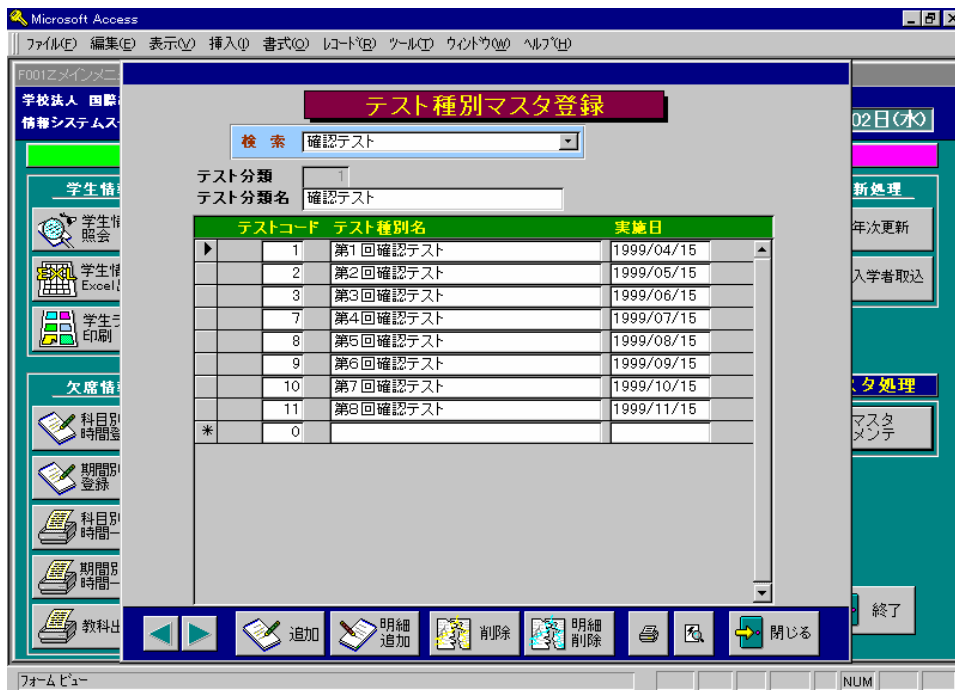 Microsoft Access
ファイル(F) 編集(E) 表示(V) 挿入(I) 書式(O) レコード(R) ツール(T) ウィンドウ(W) ヘルプ(H)
F001Zメインメニ
学校法人 国際
情報システムス
02日(水)
テスト種別マスタ登録
検 索 確認テスト
テスト分類 1
テスト分類名 確認テスト
テストコード テスト種別名 実施日
1 第1回確認テスト 1999/04/15
2 第2回確認テスト 1999/05/15
3 第3回確認テスト 1999/06/15
7 第4回確認テスト 1999/07/15
8 第5回確認テスト 1999/08/15
9 第6回確認テスト 1999/09/15
10 第7回確認テスト 1999/10/15
11 第8回確認テスト 1999/11/15
* 0
学生情
学生情
照会
EXCL
学生情
Excel
学生ラ
印刷
欠席情
科目別
時間登
期間別
登録
科目別
時間一
期間別
時間一
教科出
新処理
年次更新
入学者取込
スタ処理
マスタ
メンテ
終了
追加
明細
追加
削除
明細
削除
閉じる
フォーム ビュー
NUM